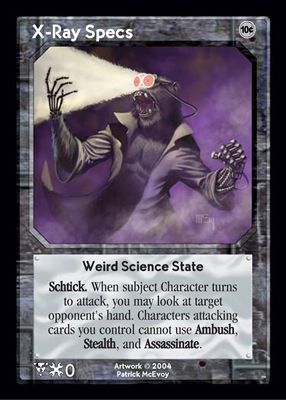 X-Ray Specs
10¢
Weird Science State
Schtick. When subject Character turns
to attack, you may look at target
opponent's hand. Characters attacking
cards you control cannot use Ambush,
Stealth, and Assassinate.
0
Artwork © 2004
Patrick McEvoy